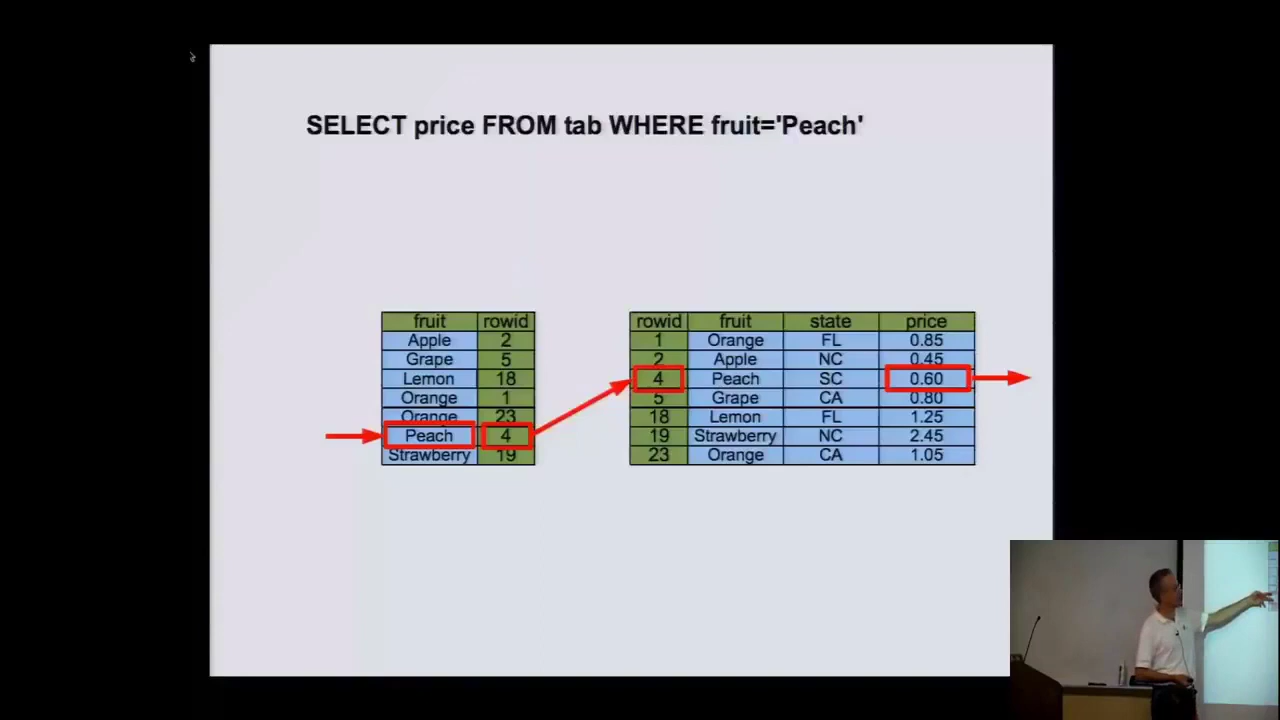 SELECT price FROM tab WHERE fruit='Peach'
fruit rowid
Apple 2
Grape 5
Lemon 18
Orange 1
Orange 23
Peach 4
Strawberry 19
rowid fruit state price
1 Orange FL 0.85
2 Apple NC 0.45
4 Peach SC 0.60
5 Grape CA 0.80
18 Lemon FL 1.25
19 Strawberry NC 2.45
23 Orange CA 1.05